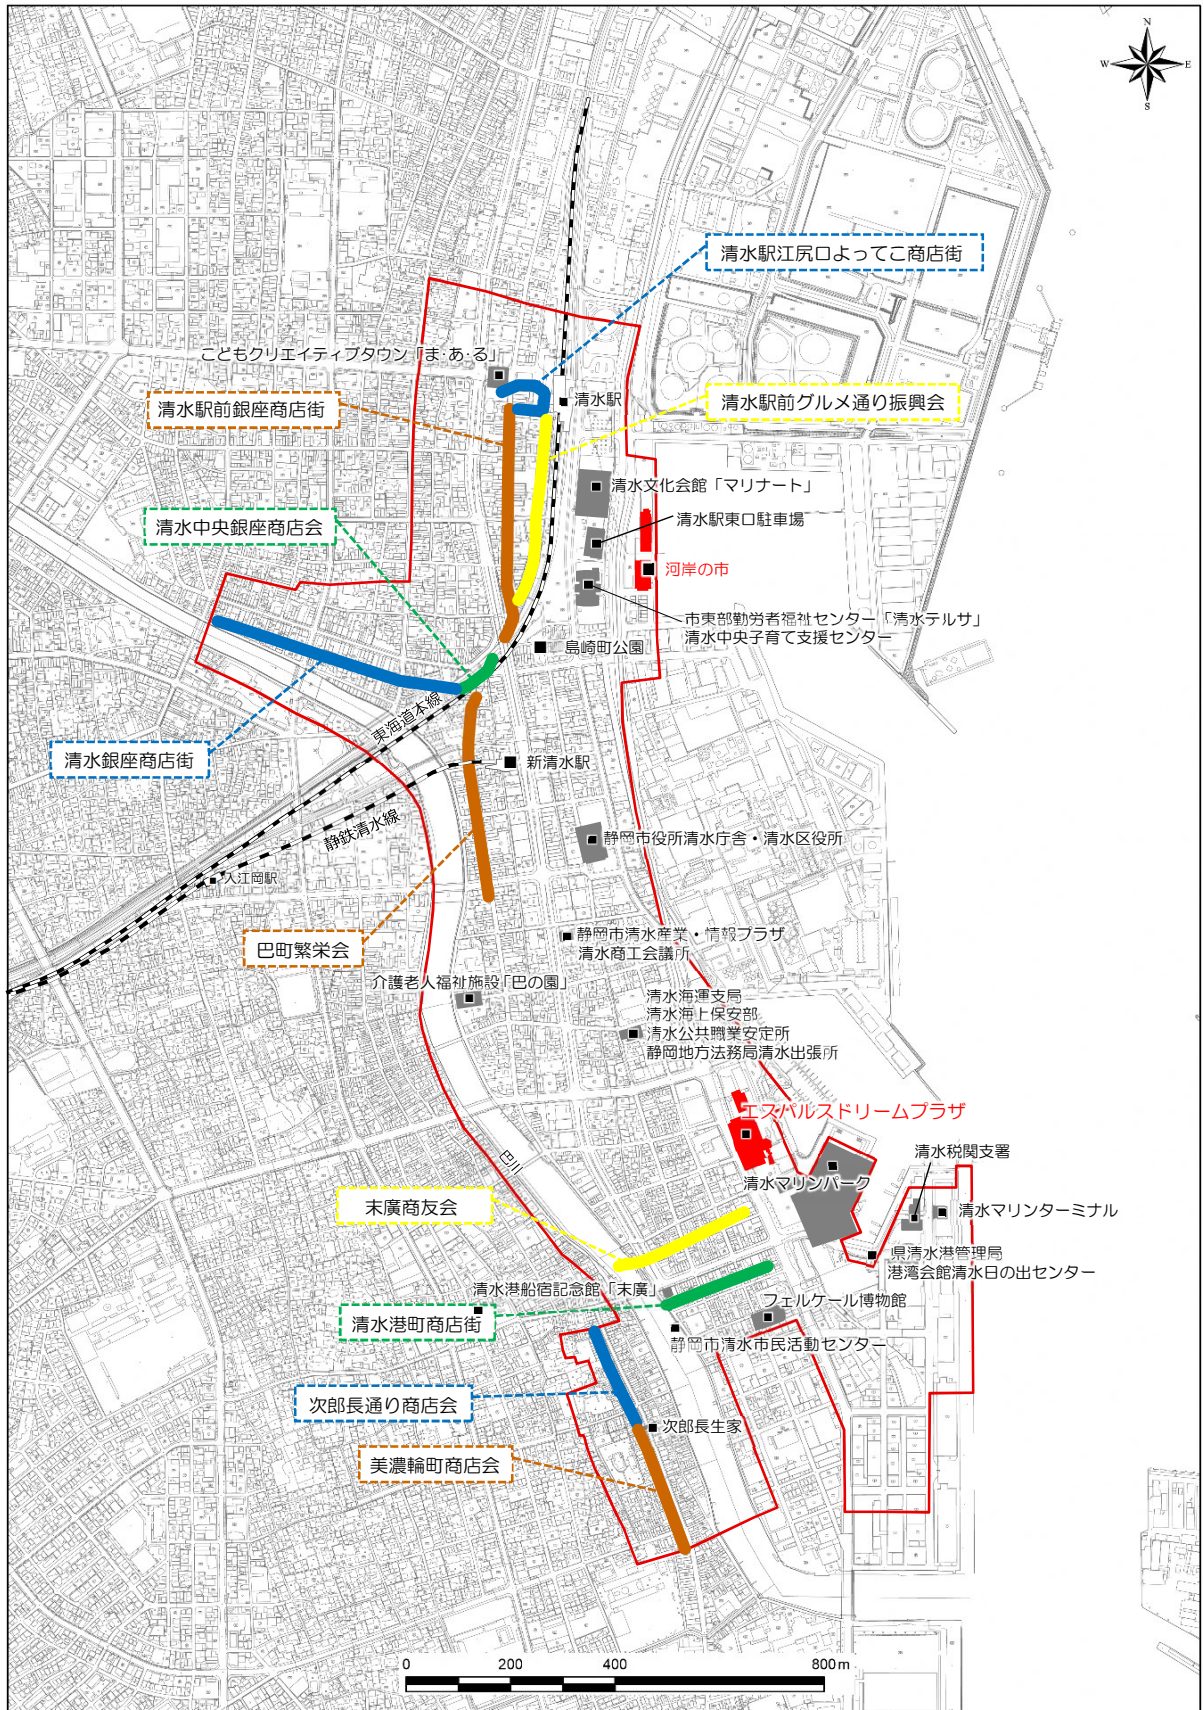 N
W
E
S
清水駅江尻口よってこ商店街
こどもクリエイティブタウン「ま・あ・る」
清水駅前銀座商店街
清水駅
清水駅前グルメ通り振興会
清水文化会館「マリナート」
清水中央銀座商店会
清水駅東口駐車場
河岸の市
市東部勤労者福祉センター「清水テルサ」
清水中央子育て支援センター
島崎町公園
東海道本線
清水銀座商店街
新清水駅
静鉄清水線
静岡市役所清水庁舎・清水区役所
入江岡駅
巴町繁栄会
静岡市清水産業・情報プラザ
清水商工会議所
介護老人福祉施設「巴の園」
清水海運支局
清水海上保安部
清水公共職業安定所
静岡地方法務局清水出張所
エスパルスドリームプラザ
清水税関支署
巴川
清水マリンパーク
末廣商友会
清水マリンターミナル
県清水港管理局
港湾会館清水日の出センター
清水港船宿記念館「末廣」
フェルケール博物館
清水港町商店街
静岡市清水市民活動センター
次郎長通り商店会
次郎長生家
美濃輪町商店会
0 200 400 800m